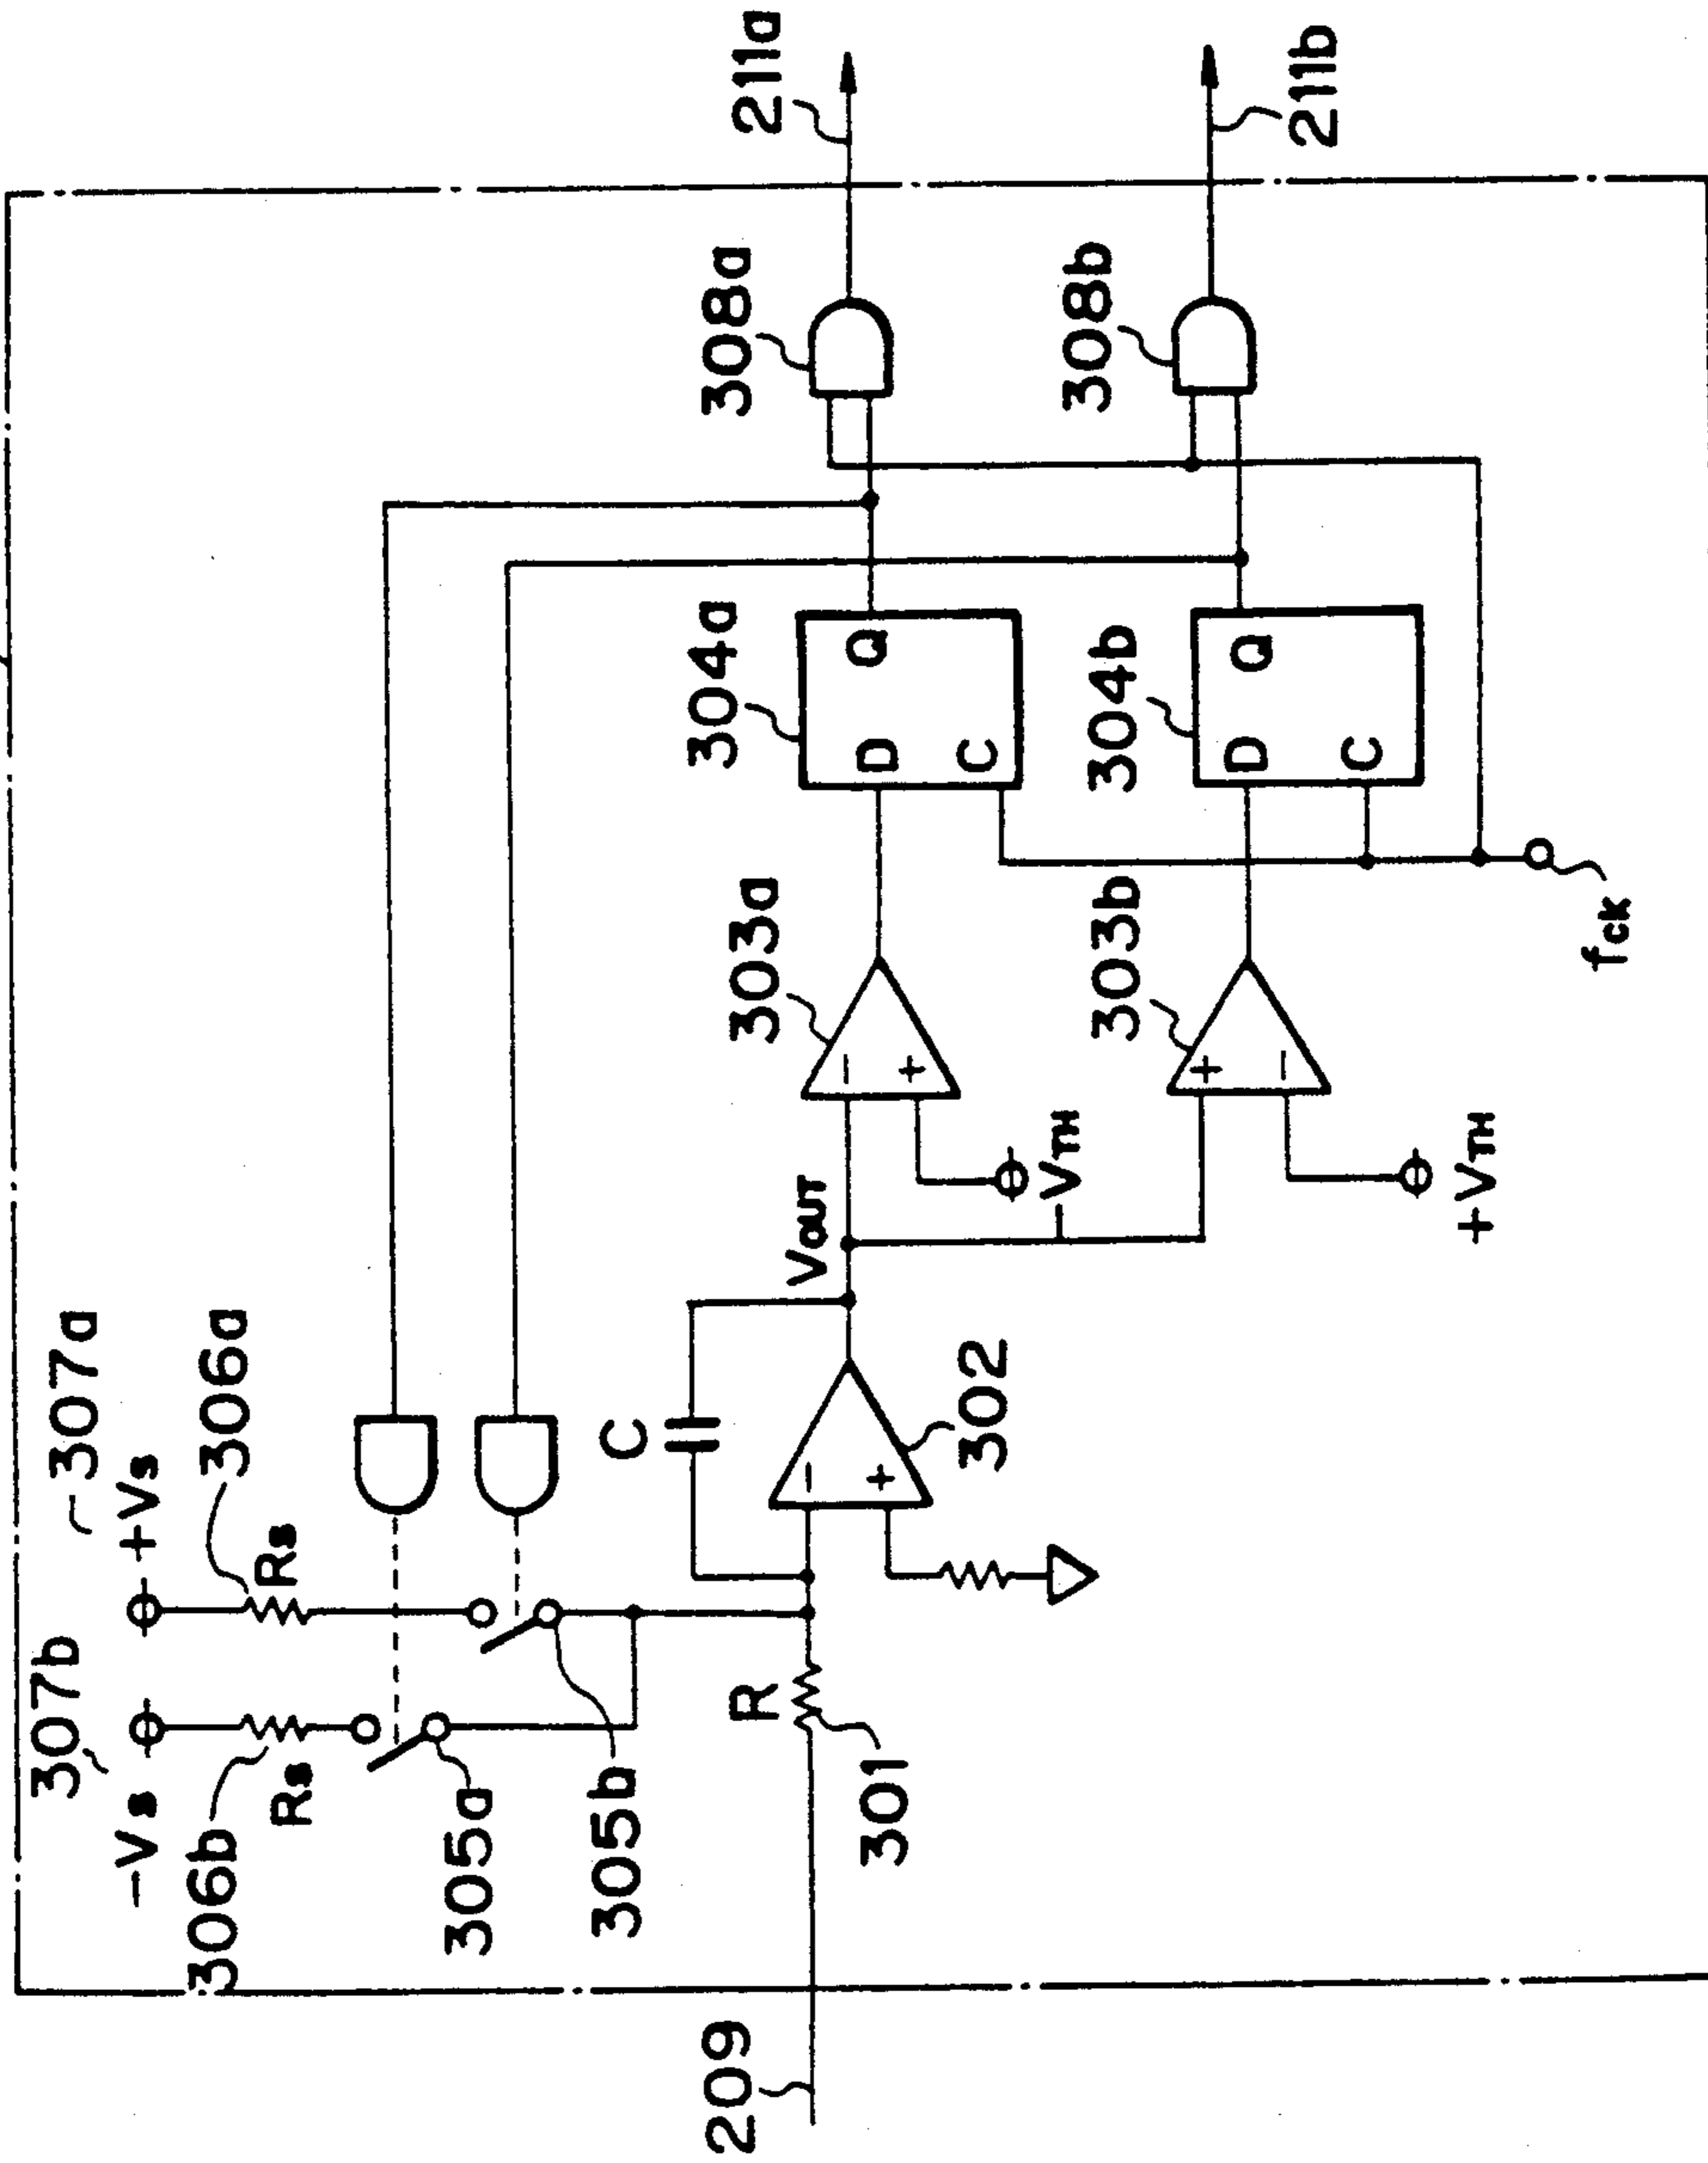 307b
307a
-Vs
+Vs
306b
306a
Rs
Rs
305a
305b
C
R
301
302
209
VOUT
-VTH
+VTH
-
+
303a
-
+
303b
+
-
304a
D
Q
C
304b
D
Q
C
fCK
308a
308b
211a
211b